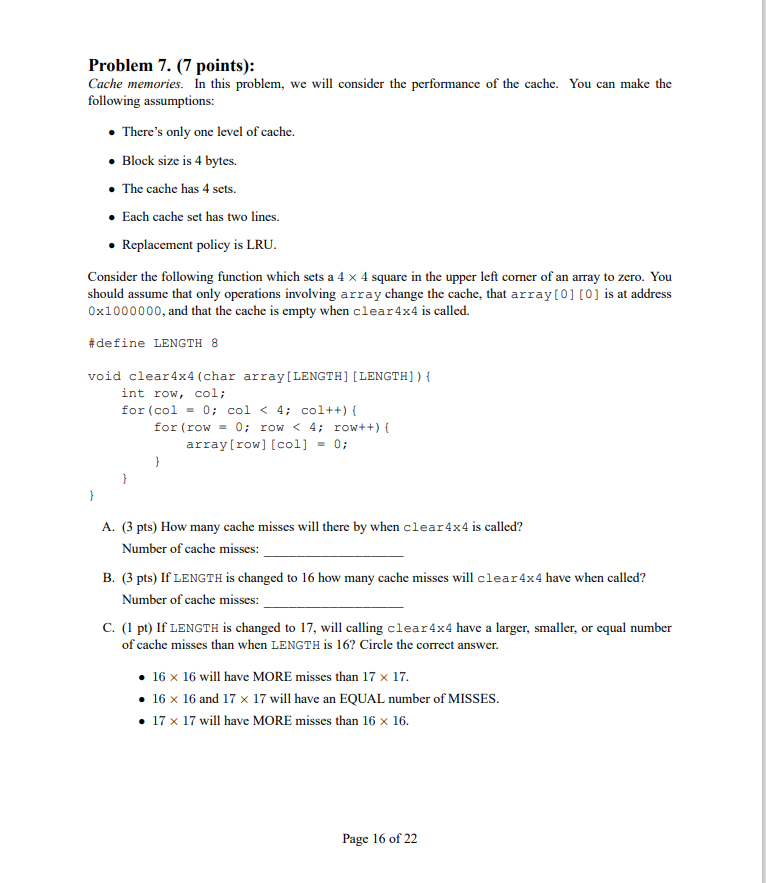 Problem 7. (7 points):
Cache memories. In this problem, we will consider the performance of the cache. You can make the
following assumptions:
• There's only one level of cache.
• Block size is 4 bytes.
• The cache has 4 sets.
• Each cache set has two lines.
• Replacement policy is LRU.
Consider the following function which sets a 4 × 4 square in the upper left corner of an array to zero. You
should assume that only operations involving array change the cache, that array[0][0] is at address
0x1000000, and that the cache is empty when clear4x4 is called.
#define LENGTH 8
void clear4x4(char array[LENGTH][LENGTH]){
    int row, col;
    for(col = 0; col < 4; col++){
        for(row = 0; row < 4; row++){
            array[row][col] = 0;
        }
    }
}
A. (3 pts) How many cache misses will there by when clear4x4 is called?
Number of cache misses: ____________________
B. (3 pts) If LENGTH is changed to 16 how many cache misses will clear4x4 have when called?
Number of cache misses: ____________________
C. (1 pt) If LENGTH is changed to 17, will calling clear4x4 have a larger, smaller, or equal number
of cache misses than when LENGTH is 16? Circle the correct answer.
• 16 × 16 will have MORE misses than 17 × 17.
• 16 × 16 and 17 × 17 will have an EQUAL number of MISSES.
• 17 × 17 will have MORE misses than 16 × 16.
Page 16 of 22